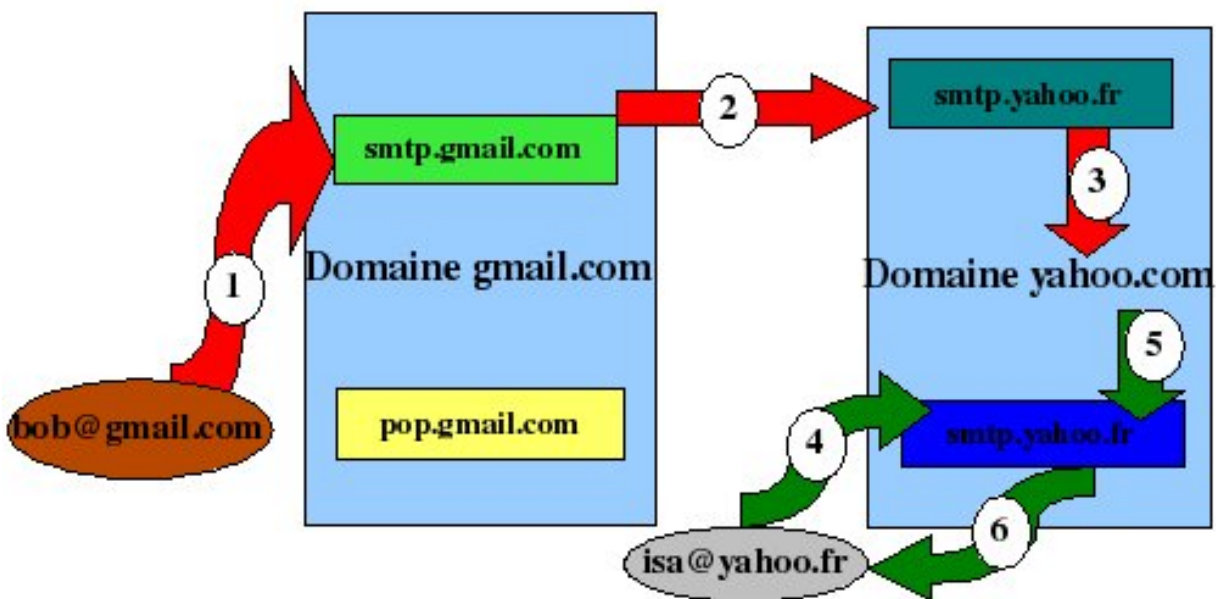 smtp.gmail.com
2
smtp.yahoo.fr
3
1
Domaine gmail.com
Domaine yahoo.com
5
bob@gmail.com
pop.gmail.com
4
smtp.yahoo.fr
6
isa@yahoo.fr